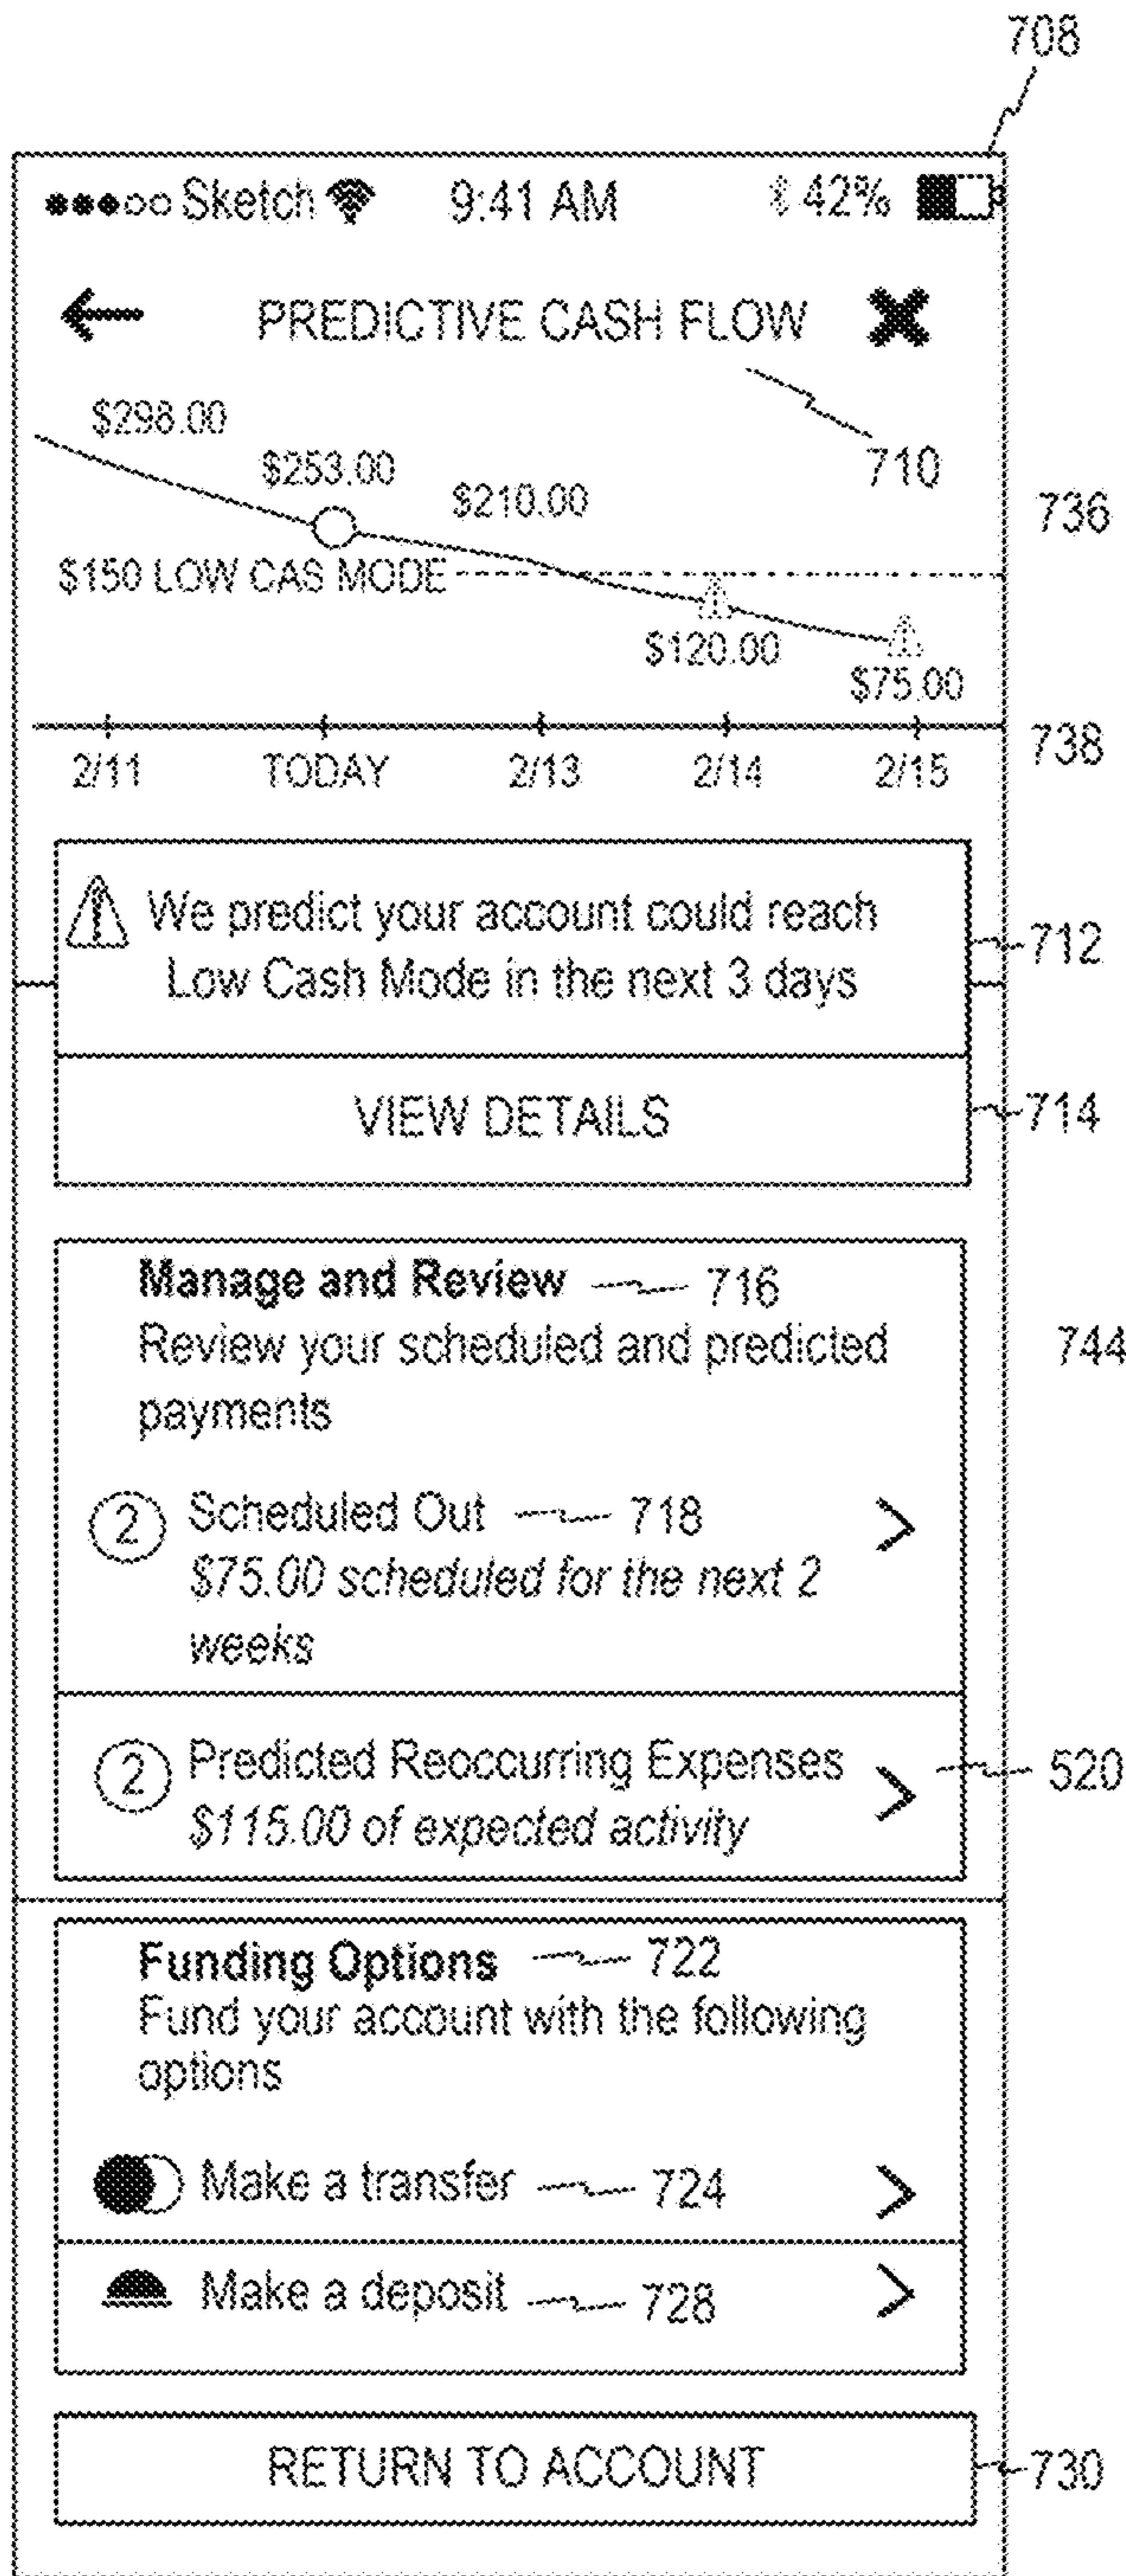 708
Sketch 9:41 AM 42%
PREDICTIVE CASH FLOW
$298.00
$253.00
$210.00
710
736
$150 LOW CAS MODE
$120.00
$75.00
738
2/11 TODAY 2/13 2/14 2/15
We predict your account could reach
Low Cash Mode in the next 3 days
712
VIEW DETAILS
714
Manage and Review 716
Review your scheduled and predicted
payments
744
2 Scheduled Out 718 >
$75.00 scheduled for the next 2
weeks
2 Predicted Reoccurring Expenses > 520
$115.00 of expected activity
Funding Options 722
Fund your account with the following
options
Make a transfer 724 >
Make a deposit 728 >
RETURN TO ACCOUNT 730